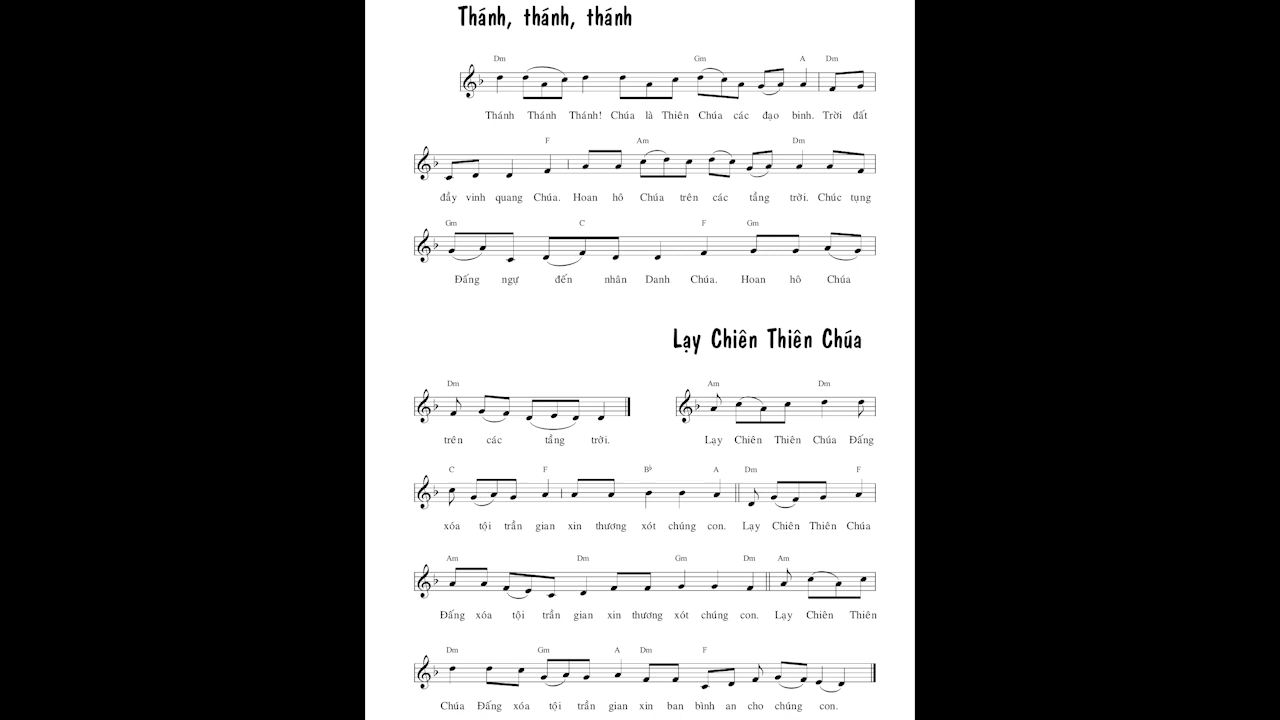 Thánh, thánh, thánh
Dm Gm A Dm
Thánh Thánh Thánh! Chúa là Thiên Chúa các đạo binh. Trời đất
F Am Dm
đầy vinh quang Chúa. Hoan hô Chúa trên các tầng trời. Chúc tụng
Gm C F Gm
Đấng ngự đến nhân Danh Chúa. Hoan hô Chúa
Lạy Chiên Thiên Chúa
Dm
trên các tầng trời.
Am Dm
Lạy Chiên Thiên Chúa Đấng
C F B♭ A Dm F
xóa tội trần gian xin thương xót chúng con. Lạy Chiên Thiên Chúa
Am Dm Gm Dm Am
Đấng xóa tội trần gian xin thương xót chúng con. Lạy Chiên Thiên
Dm Gm A Dm F
Chúa Đấng xóa tội trần gian xin ban bình an cho chúng con.